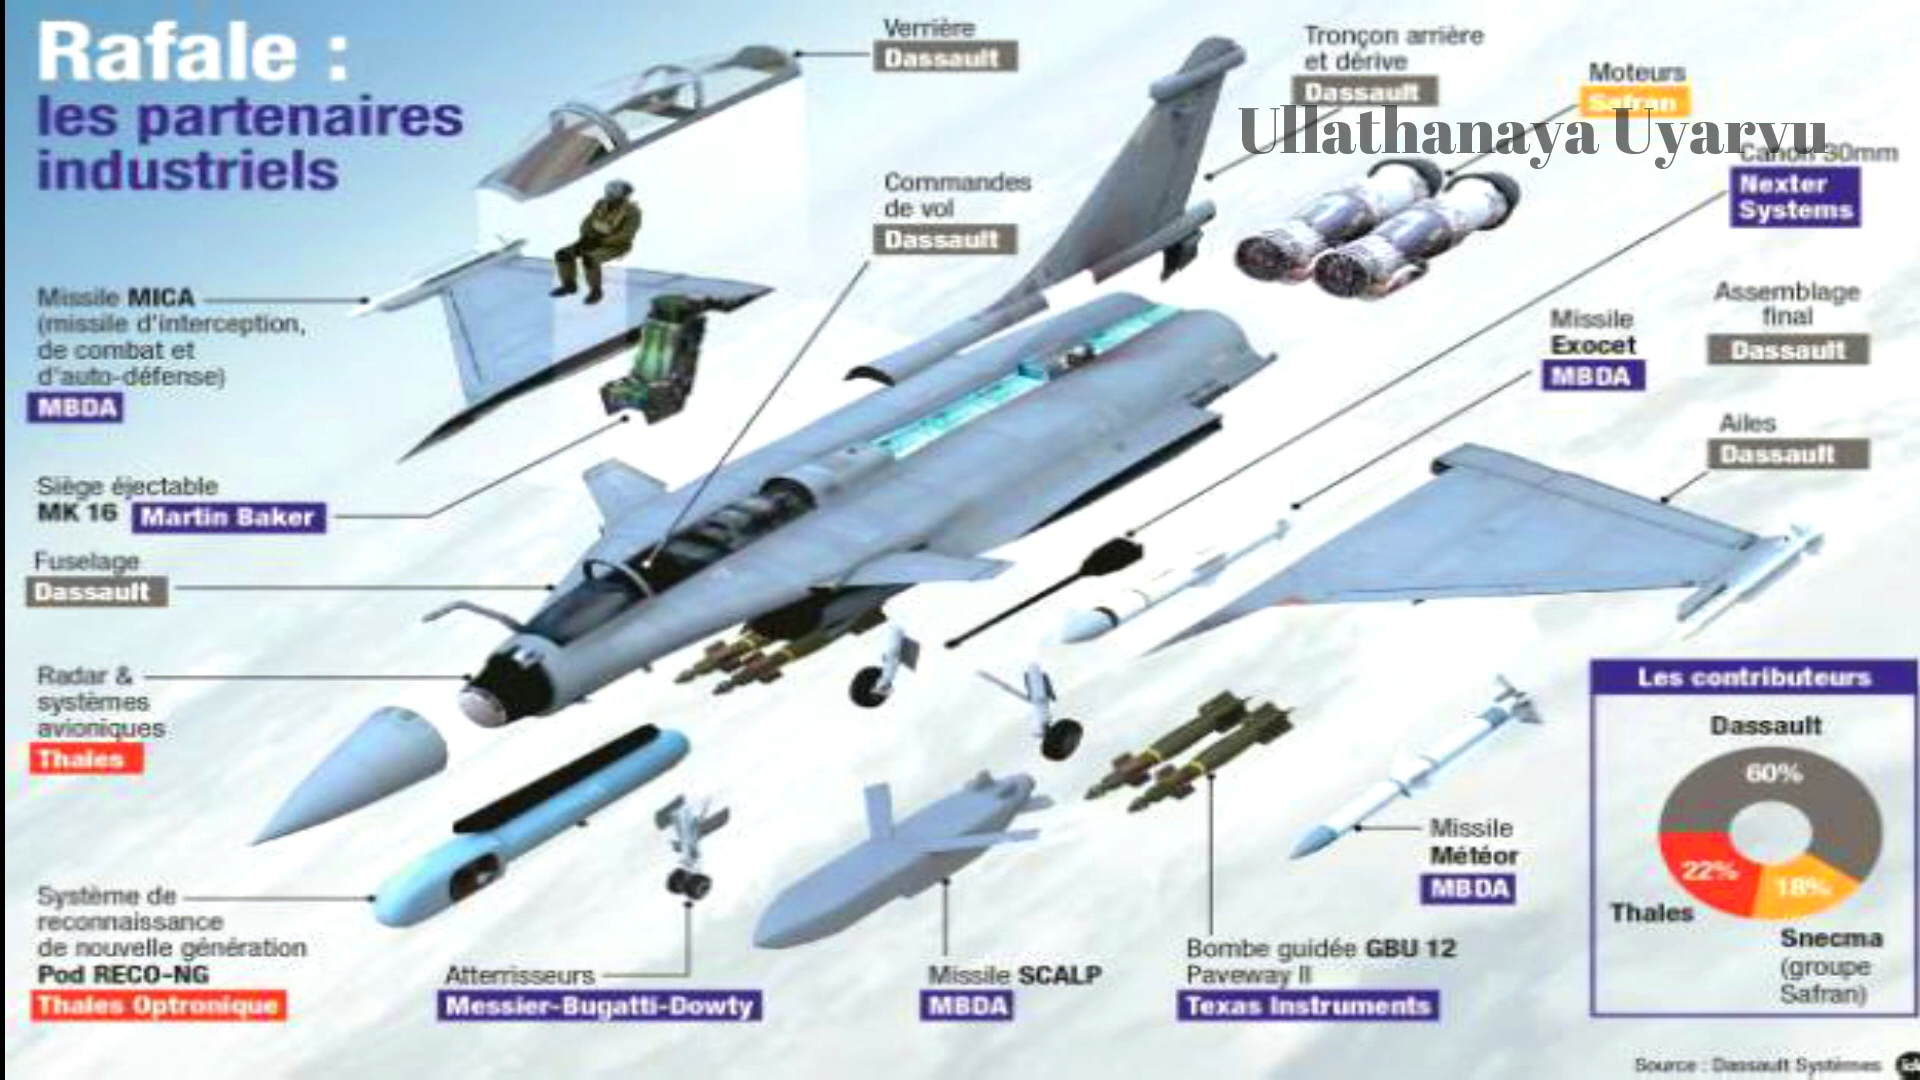 Rafale :
les partenaires
industriels
Verrière
Dassault
Tronçon arrière
et dérive
Dassault
Moteurs
Safran
Ullathanaya Uyarvu
Canon 30mm
Nexter
Systems
Commandes
de vol
Dassault
Missile MICA
(missile d'interception,
de combat et
d'auto-défense)
MBDA
Missile
Exocet
MBDA
Assemblage
final
Dassault
Ailes
Dassault
Siège éjectable
MK 16 Martin Baker
Fuselage
Dassault
Radar &
systèmes
avioniques
Thales
Système de
reconnaissance
de nouvelle génération
Pod RECO-NG
Thales Optronique
Atterrisseurs
Messier-Bugatti-Dowty
Missile SCALP
MBDA
Bombe guidée GBU 12
Paveway II
Texas Instruments
Missile
Météor
MBDA
Les contributeurs
Dassault
60%
22%
18%
Thales
Snecma
(groupe
Safran)
Source : Dassault Systèmes